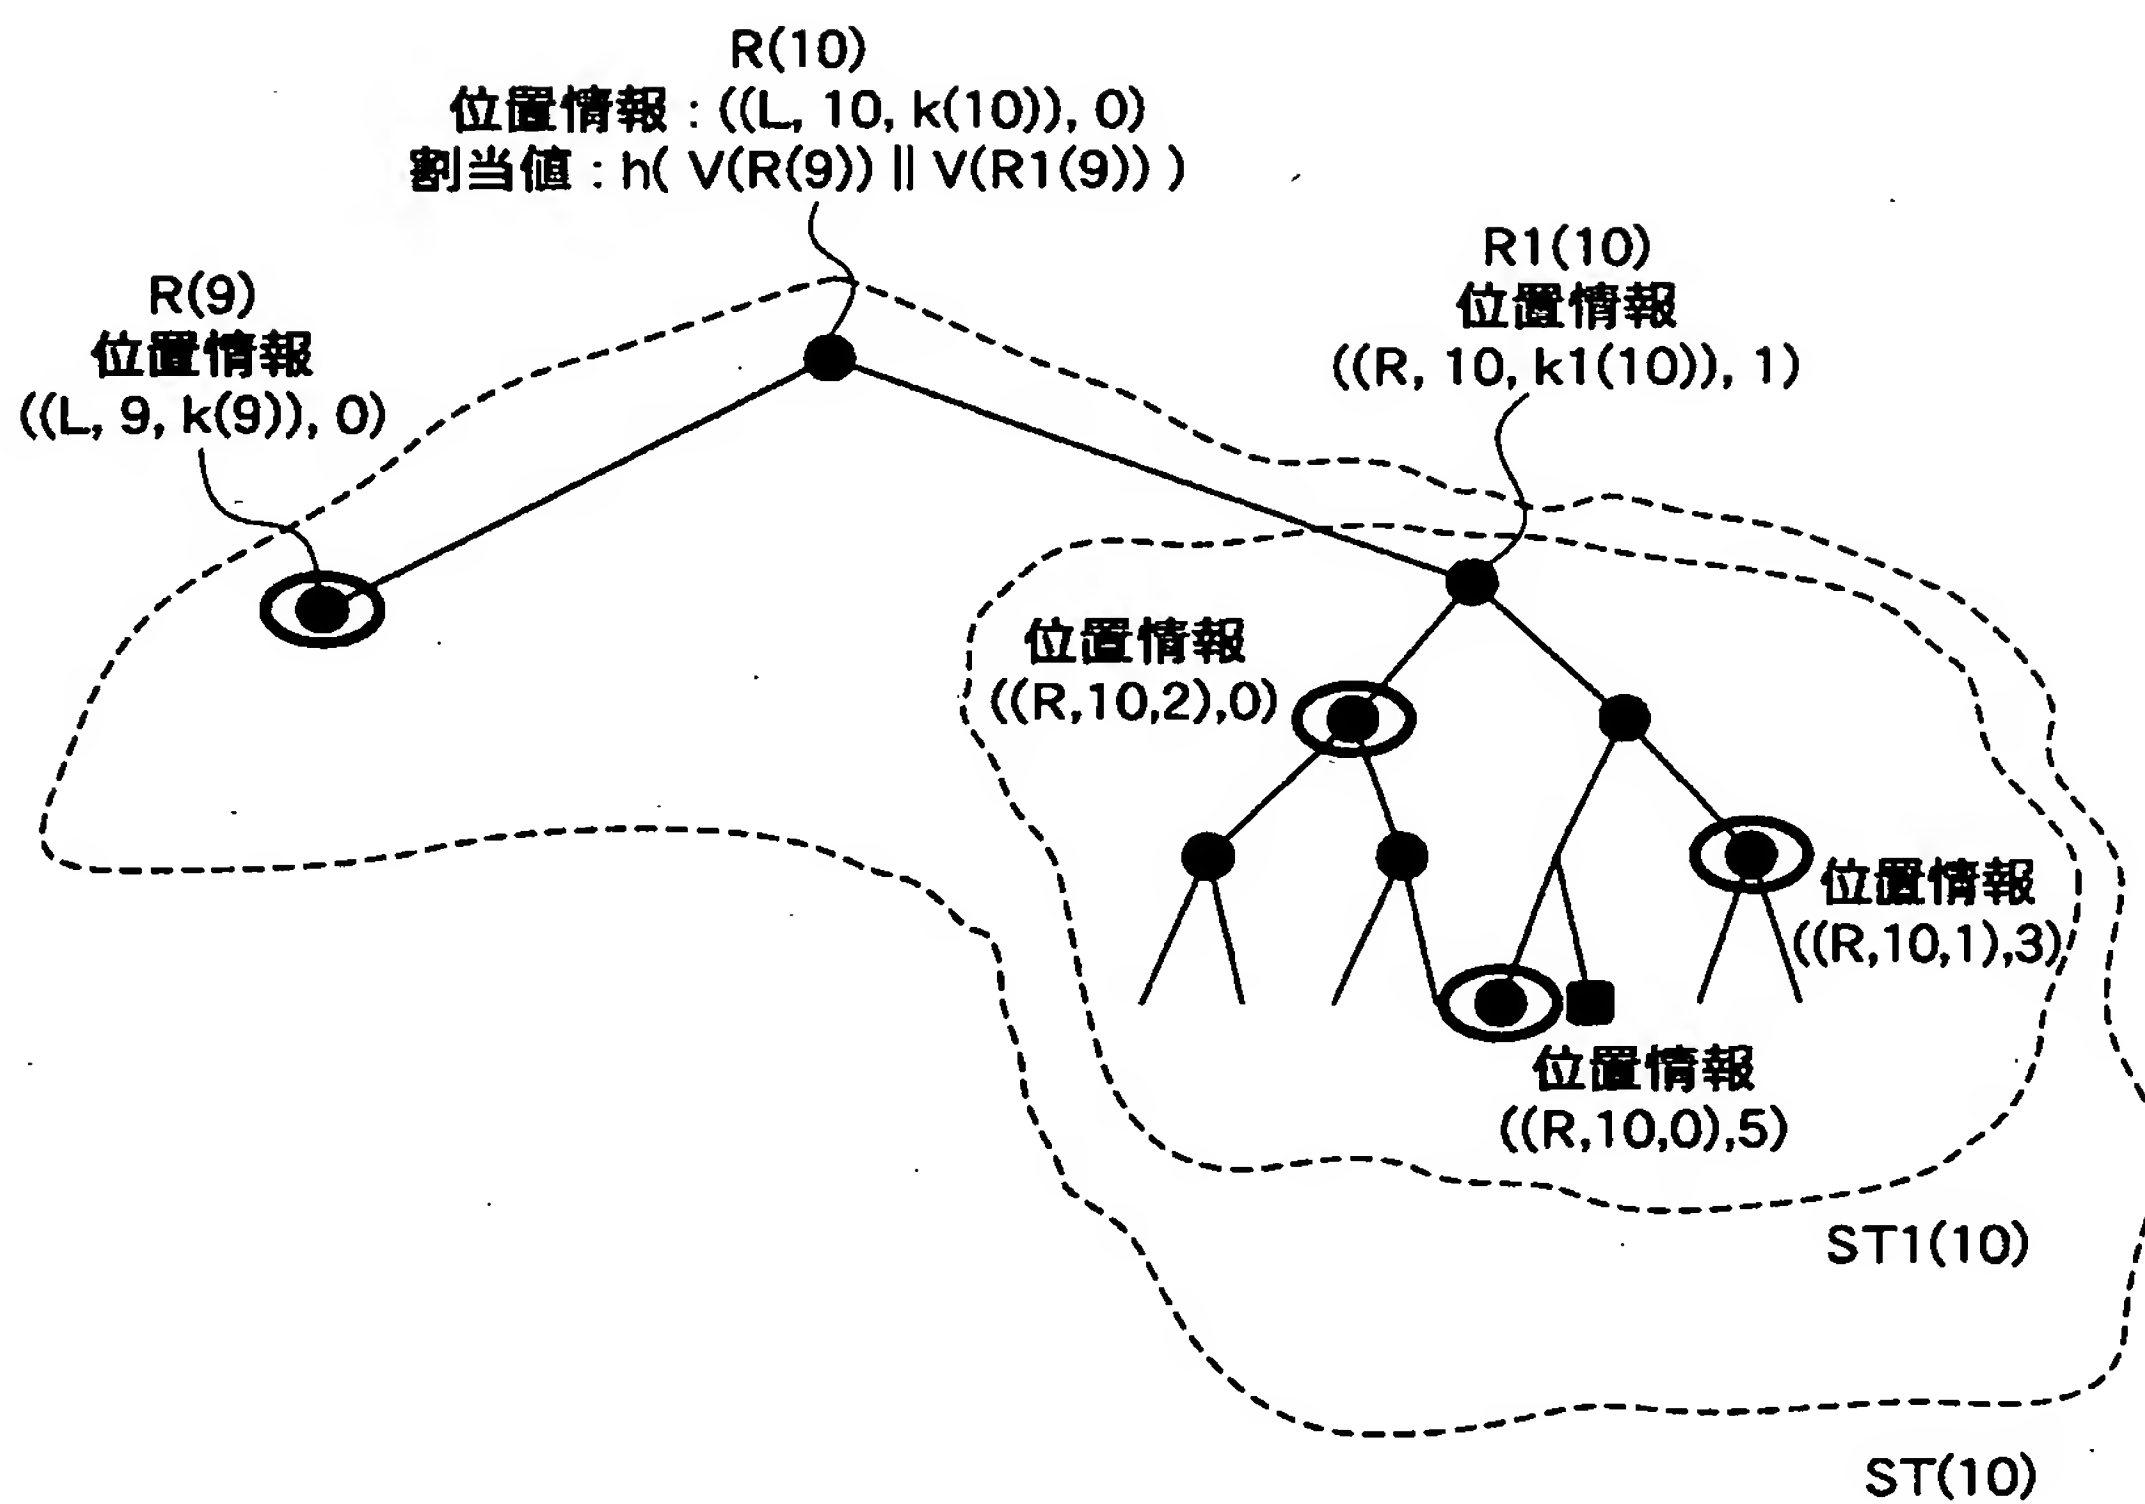 R(10)
位置情報 : ((L, 10, k(10)), 0)
割当値 : h( V(R(9)) || V(R1(9)) )
R(9)
位置情報
((L, 9, k(9)), 0)
R1(10)
位置情報
((R, 10, k1(10)), 1)
位置情報
((R,10,2),0)
位置情報
((R,10,1),3)
位置情報
((R,10,0),5)
ST1(10)
ST(10)